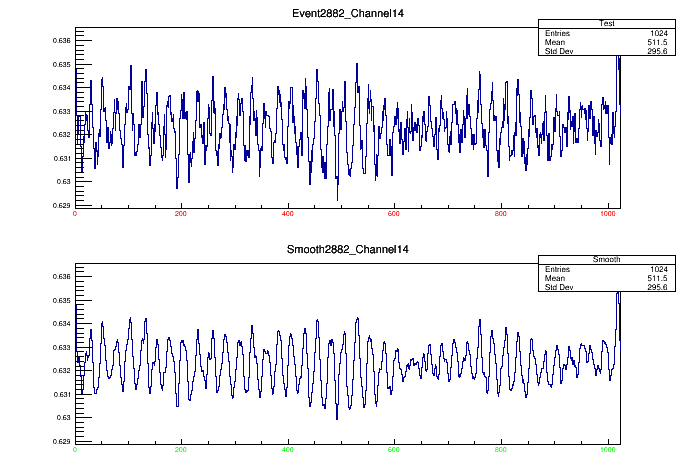 Event2882_Channel14
Test
Entries 1024
Mean 511.5
Std Dev 295.6
0.636
0.635
0.634
0.633
0.632
0.631
0.63
0.629
0 200 400 600 800 1000
Smooth2882_Channel14
Smooth
Entries 1024
Mean 511.5
Std Dev 295.6
0.636
0.635
0.634
0.633
0.632
0.631
0.63
0.629
0 200 400 600 800 1000